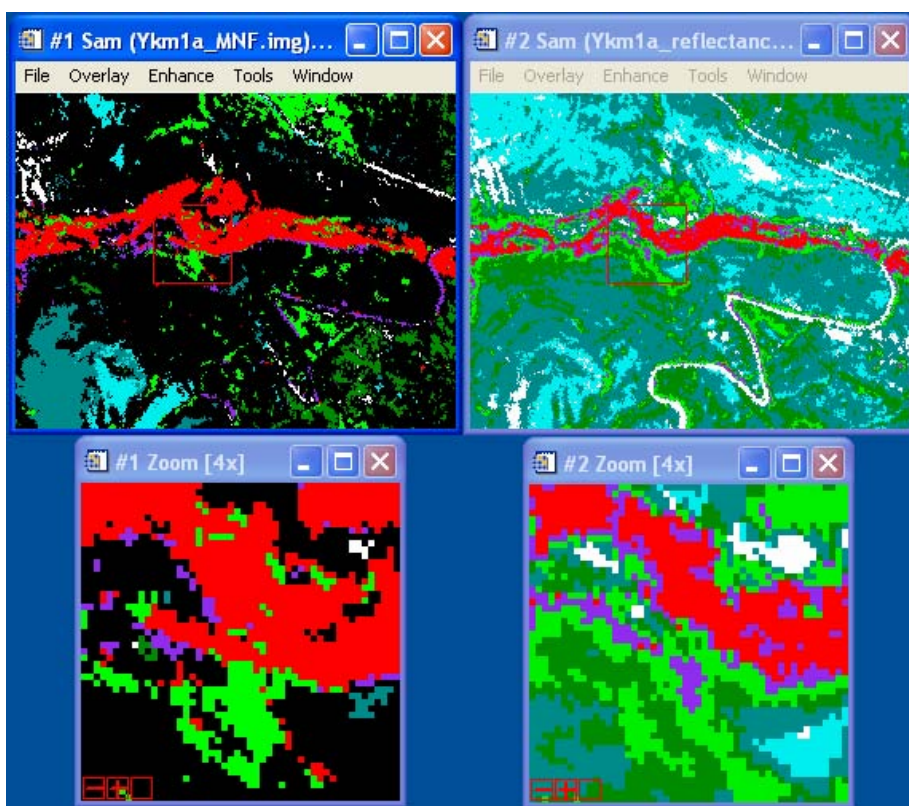 #1 Sam (Ykm1a_MNF.img)...
File Overlay Enhance Tools Window
#2 Sam (Ykm1a_reflectanc...
File Overlay Enhance Tools Window
#1 Zoom [4x]
#2 Zoom [4x]